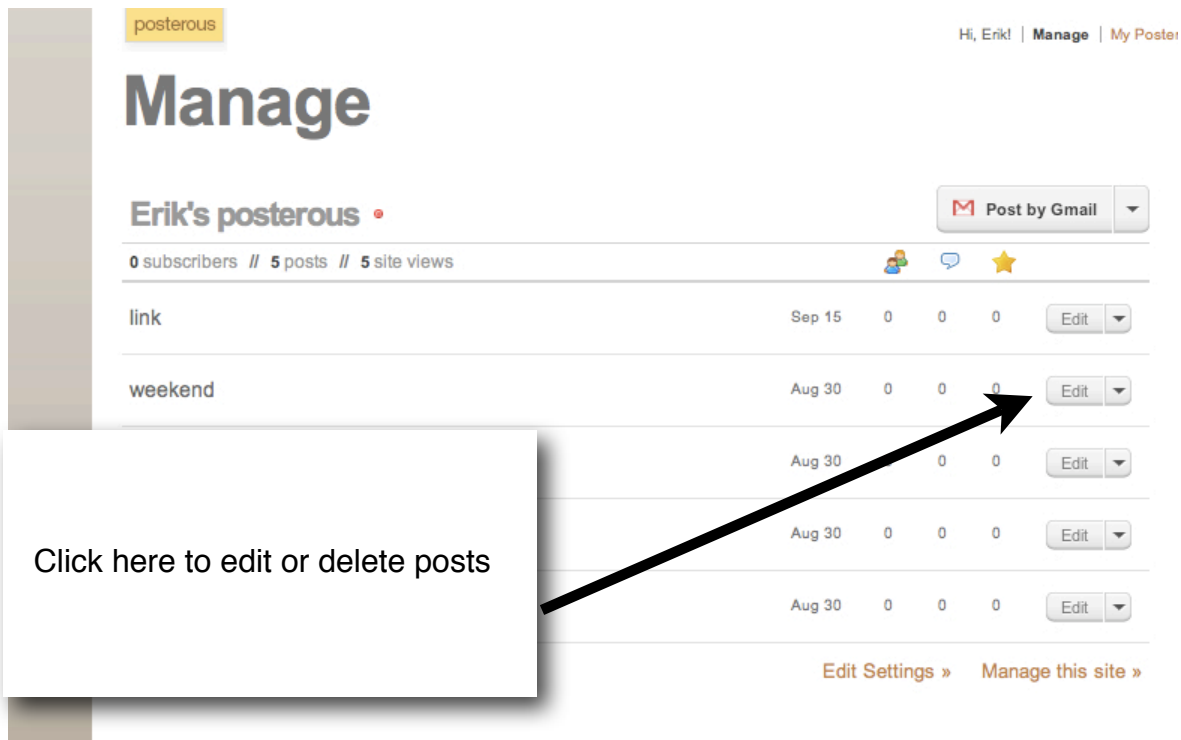 posterous
Hi, Erik! | Manage | My Poster
Manage
Erik's posterous
Post by Gmail
0 subscribers // 5 posts // 5 site views
link Sep 15 0 0 0 Edit
weekend Aug 30 0 0 0 Edit
Aug 30 0 0 Edit
Aug 30 0 0 0 Edit
Aug 30 0 0 0 Edit
Click here to edit or delete posts
Edit Settings » Manage this site »